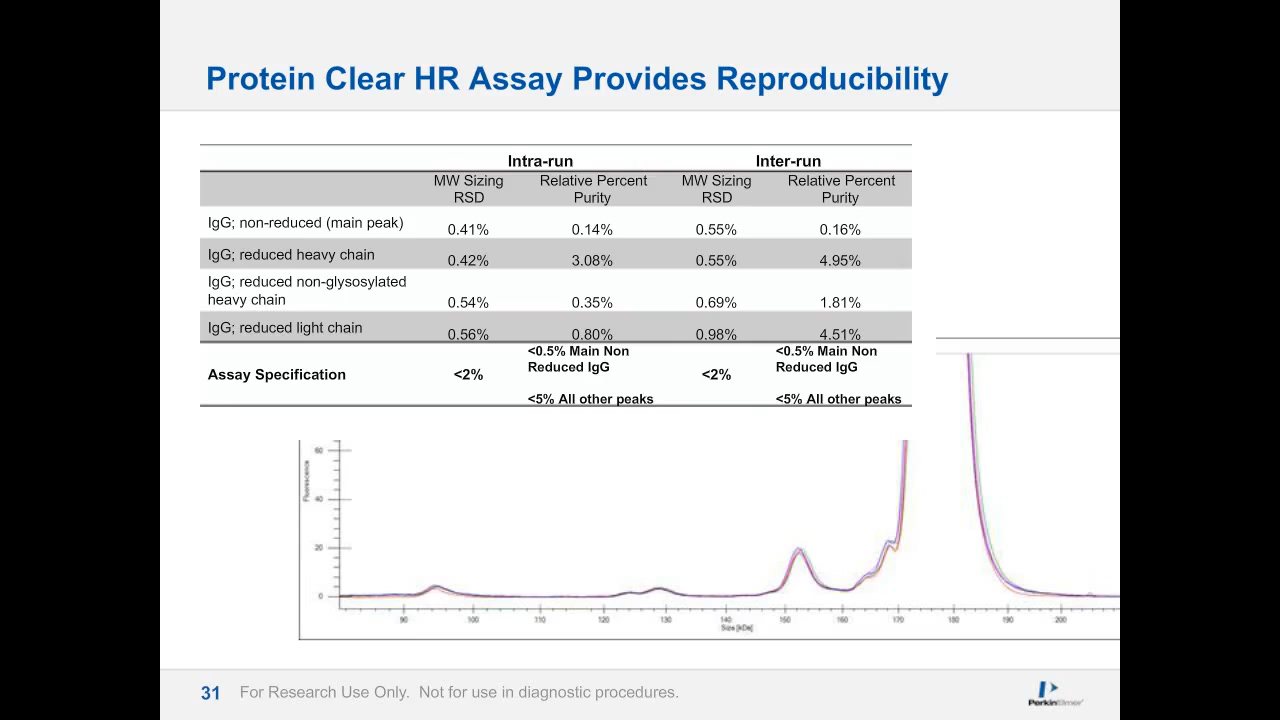 Protein Clear HR Assay Provides Reproducibility
Intra-run Inter-run
MW Sizing RSD Relative Percent Purity MW Sizing RSD Relative Percent Purity
IgG; non-reduced (main peak) 0.41% 0.14% 0.55% 0.16%
IgG; reduced heavy chain 0.42% 3.08% 0.55% 4.95%
IgG; reduced non-glysosylated
heavy chain 0.54% 0.35% 0.69% 1.81%
IgG; reduced light chain 0.56% 0.80% 0.98% 4.51%
<0.5% Main Non <0.5% Main Non
Reduced IgG Reduced IgG
Assay Specification <2% <2%
<5% All other peaks <5% All other peaks
60
Fluorescence
40
20
0
90 100 110 120 130 140 150 160 170 180 190 200
Size [kDa]
31 For Research Use Only. Not for use in diagnostic procedures.
PerkinElmer